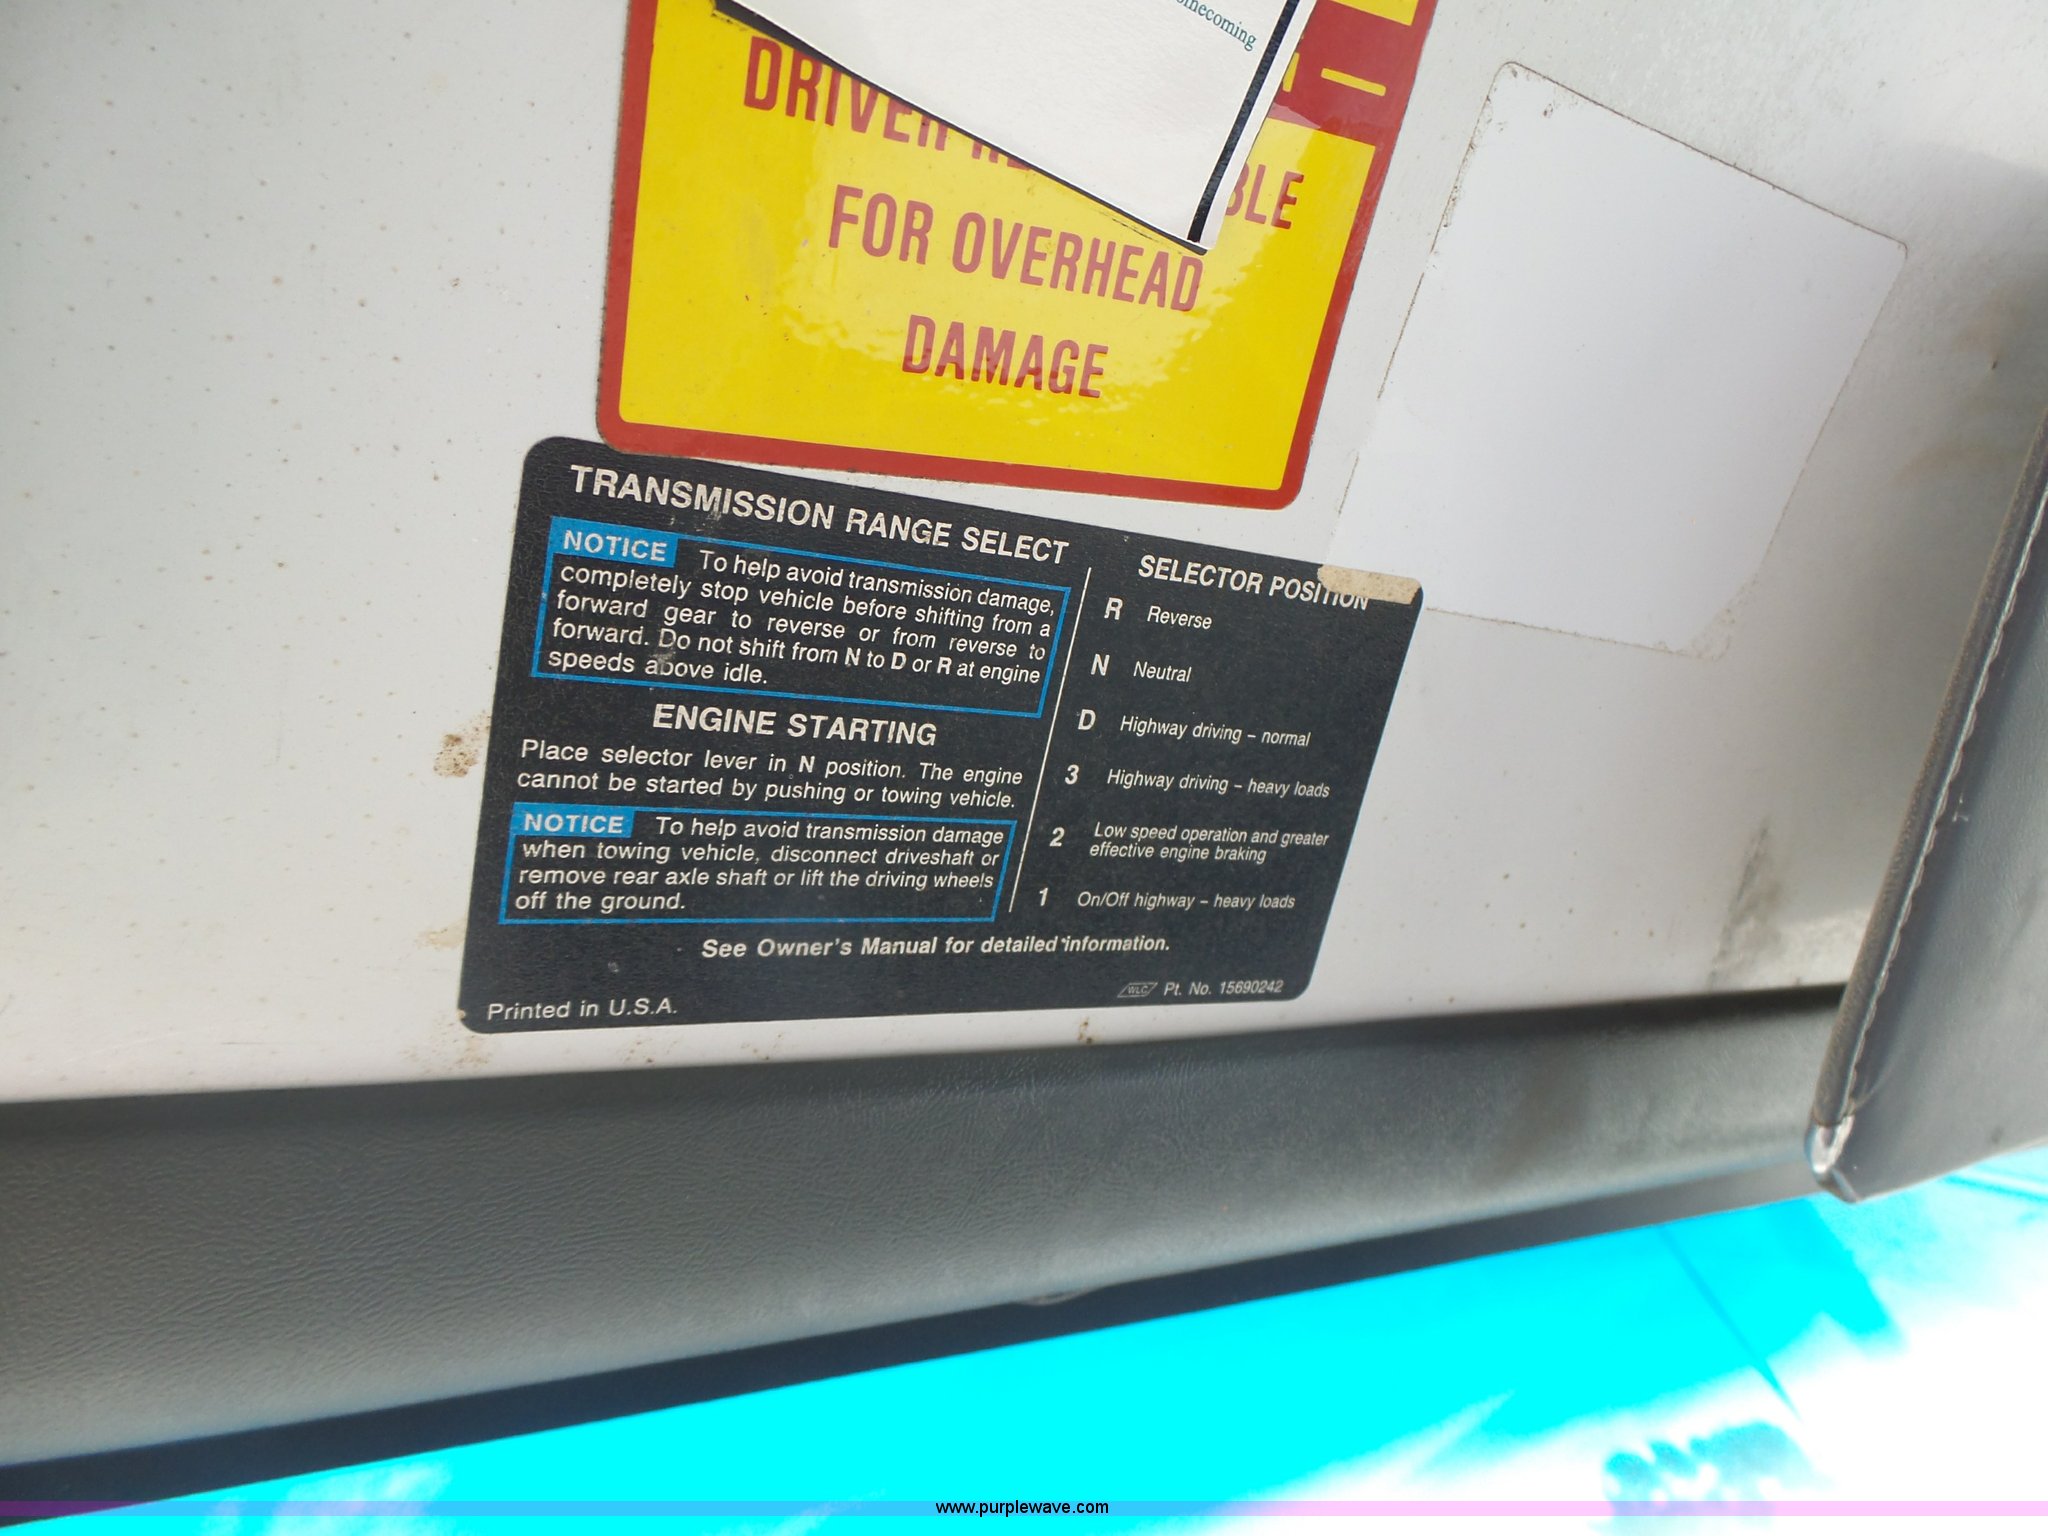 omecoming
DRIVER
BLE
FOR OVERHEAD
DAMAGE
TRANSMISSION RANGE SELECT
NOTICE To help avoid transmission damage,
completely stop vehicle before shifting from a
forward gear to reverse or from reverse to
forward. Do not shift from N to D or R at engine
speeds above idle.
ENGINE STARTING
Place selector lever in N position. The engine
cannot be started by pushing or towing vehicle.
NOTICE To help avoid transmission damage
when towing vehicle, disconnect driveshaft or
remove rear axle shaft or lift the driving wheels
off the ground.
SELECTOR POSITION
R Reverse
N Neutral
D Highway driving – normal
3 Highway driving – heavy loads
2 Low speed operation and greater
effective engine braking
1 On/Off highway – heavy loads
See Owner's Manual for detailed information.
WLC Pt. No. 15690242
Printed in U.S.A.
www.purplewave.com